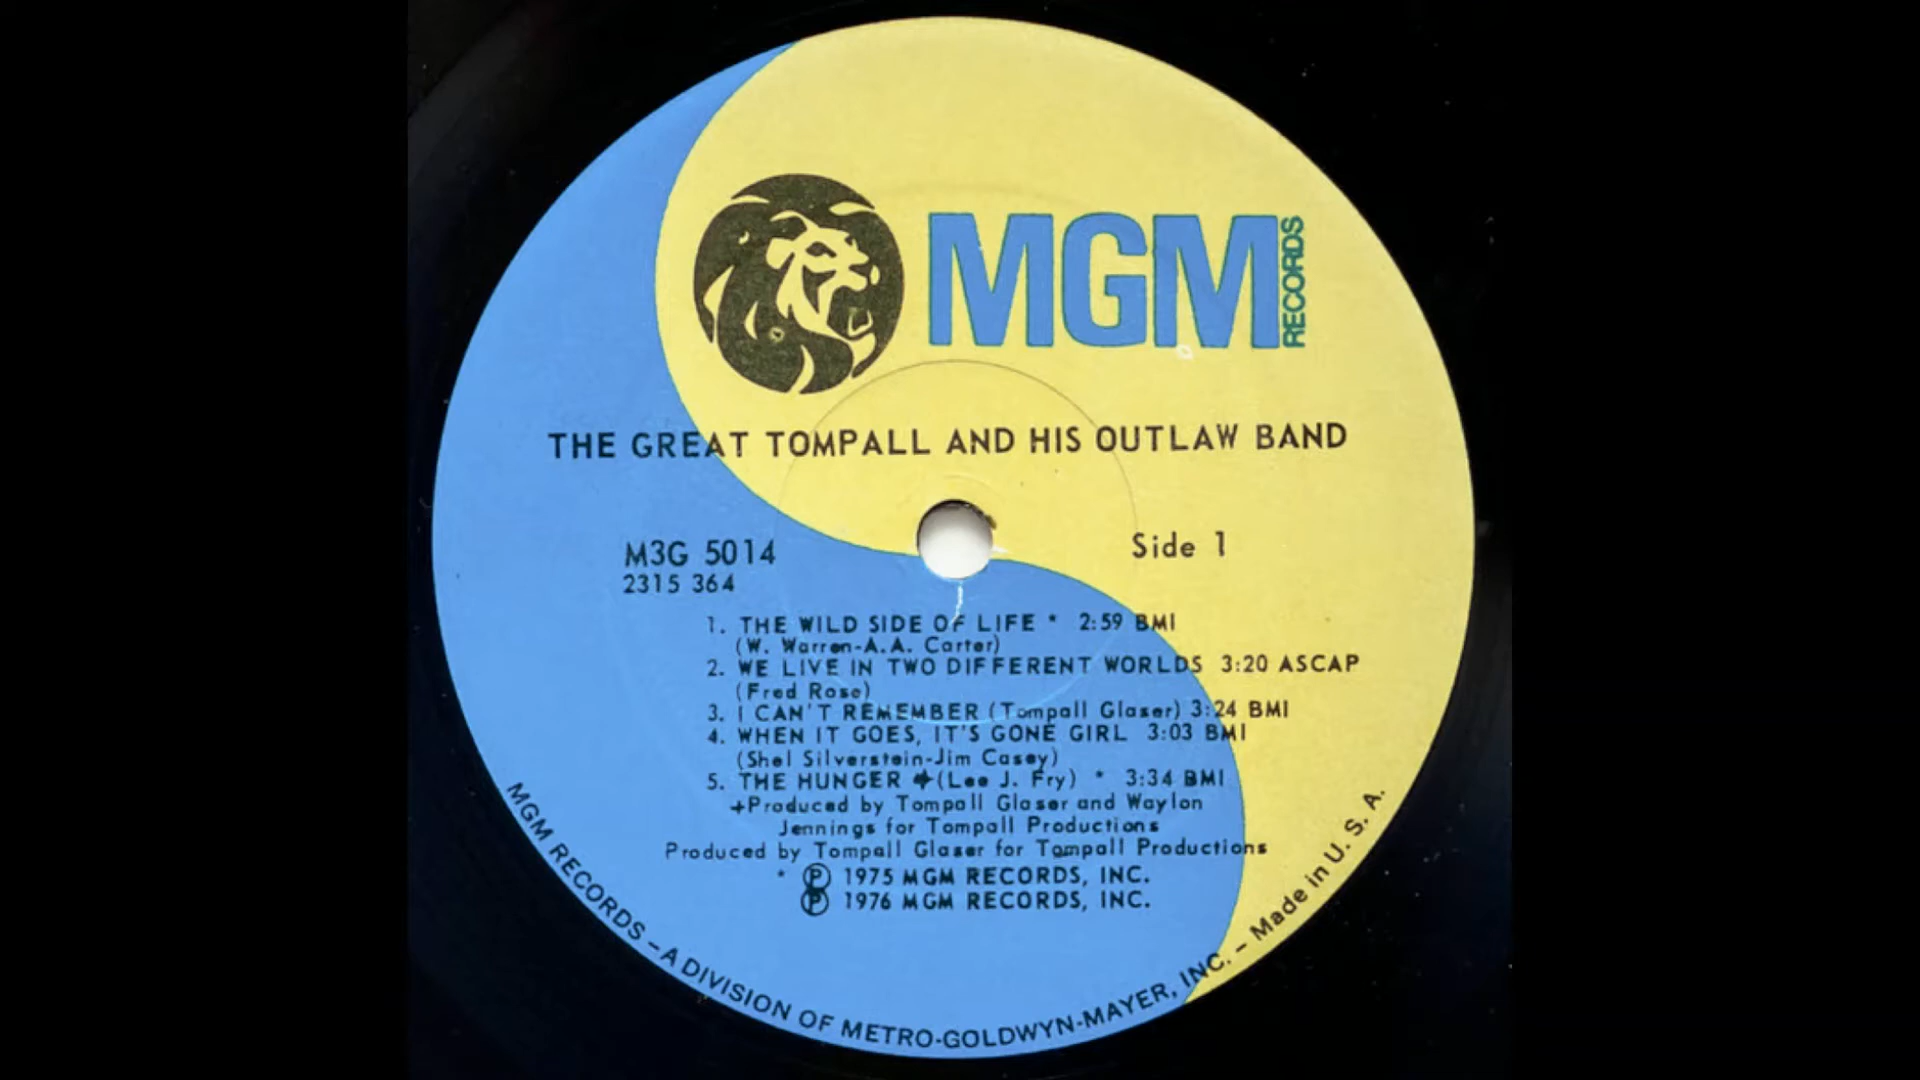 MGM RECORDS
THE GREAT TOMPALL AND HIS OUTLAW BAND
M3G 5014
2315 364
Side 1
1. THE WILD SIDE OF LIFE * 2:59 BMI
(W. Warren-A.A. Carter)
2. WE LIVE IN TWO DIFFERENT WORLDS 3:20 ASCAP
(Fred Rose)
3. I CAN'T REMEMBER (Tompall Glaser) 3:24 BMI
4. WHEN IT GOES, IT'S GONE GIRL 3:03 BMI
(Shel Silverstein-Jim Casey)
5. THE HUNGER +(Lee J. Fry) * 3:34 BMI
+Produced by Tompall Glaser and Waylon
Jennings for Tompall Productions
Produced by Tompall Glaser for Tompall Productions
* Ⓟ 1975 MGM RECORDS, INC.
Ⓟ 1976 MGM RECORDS, INC.
MGM RECORDS – A DIVISION OF METRO-GOLDWYN-MAYER, INC. – Made in U. S. A.